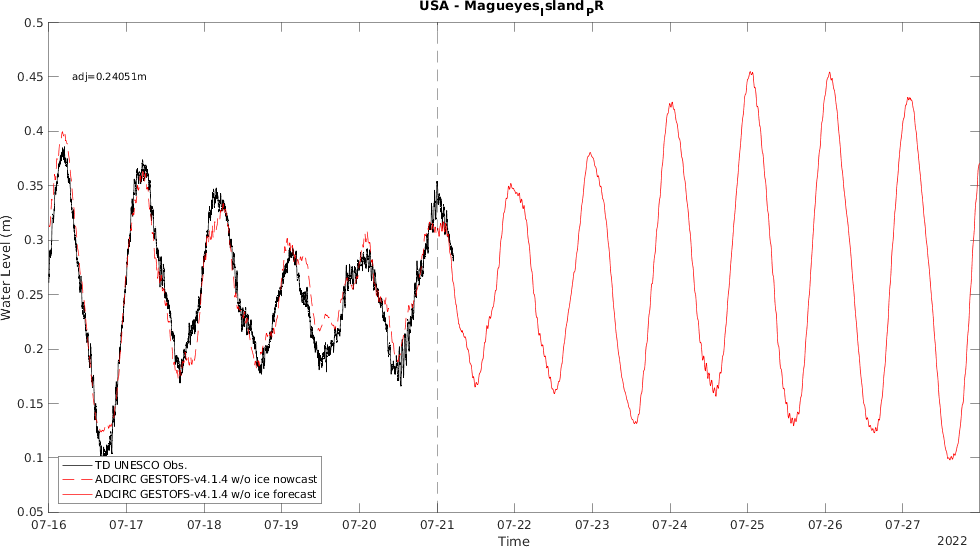 USA - Magueyes Island PR
0.5
0.45
0.4
0.35
0.3
0.25
0.2
0.15
0.1
0.05
Water Level (m)
adj=0.24051m
TD UNESCO Obs.
ADCIRC GESTOFS-v4.1.4 w/o ice nowcast
ADCIRC GESTOFS-v4.1.4 w/o ice forecast
07-16 07-17 07-18 07-19 07-20 07-21 07-22 07-23 07-24 07-25 07-26 07-27
Time
2022